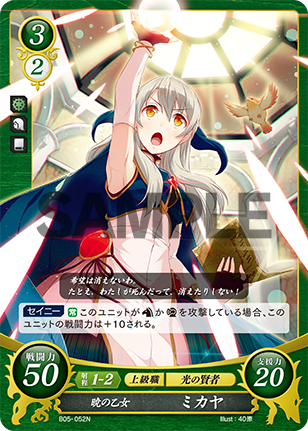 3
2
SAMPLE
希望は消えないわ。
たとえ、わたしが死んだって、消えたりしない!
セイニー 常 このユニットが か を攻撃している場合、この
ユニットの戦闘力は+10される。
戦闘力
50
射程 1-2 上級職 光の賢者
支援力
20
暁の乙女 ミカヤ
B05-052N
Illust:40原